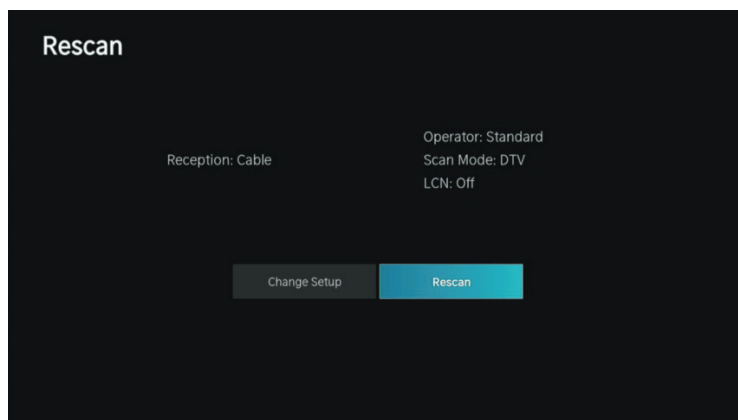 Rescan
Reception: Cable
Operator: Standard
Scan Mode: DTV
LCN: Off
Change Setup
Rescan